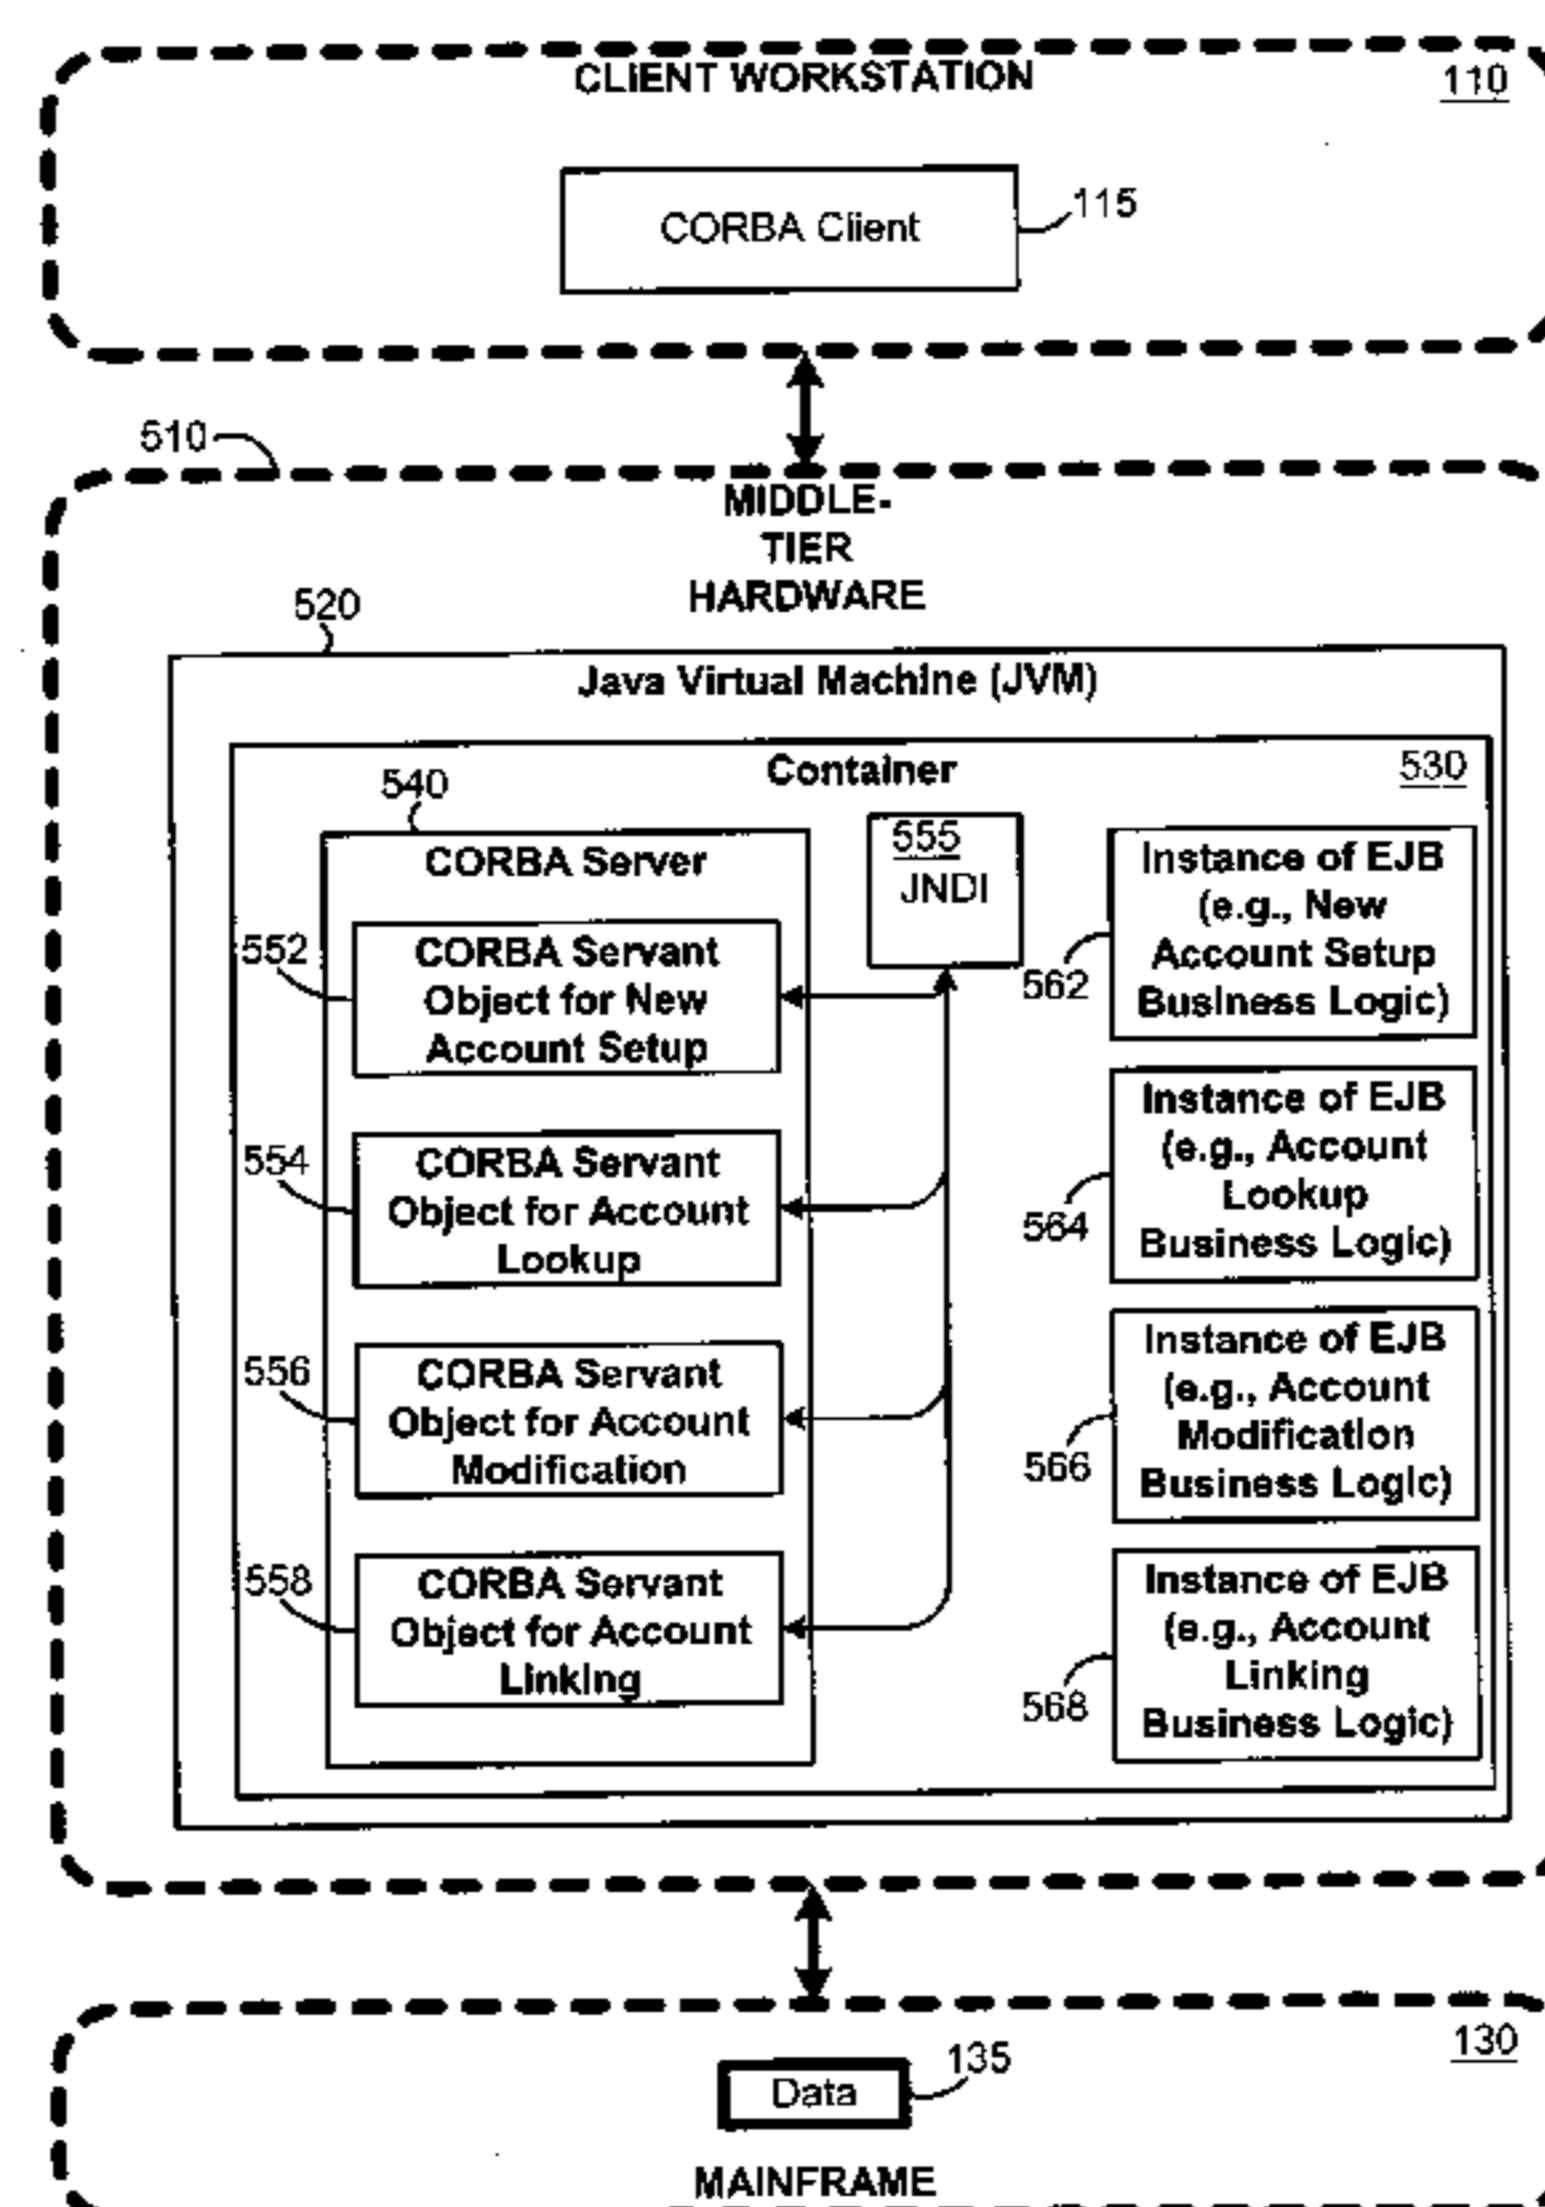 CLIENT WORKSTATION
110
CORBA Client
115
510
MIDDLE-
TIER
HARDWARE
520
Java Virtual Machine (JVM)
Container
530
540
CORBA Server
555
JNDI
552
CORBA Servant
Object for New
Account Setup
554
CORBA Servant
Object for Account
Lookup
556
CORBA Servant
Object for Account
Modification
558
CORBA Servant
Object for Account
Linking
562
Instance of EJB
(e.g., New
Account Setup
Business Logic)
564
Instance of EJB
(e.g., Account
Lookup
Business Logic)
566
Instance of EJB
(e.g., Account
Modification
Business Logic)
568
Instance of EJB
(e.g., Account
Linking
Business Logic)
130
Data
135
MAINFRAME